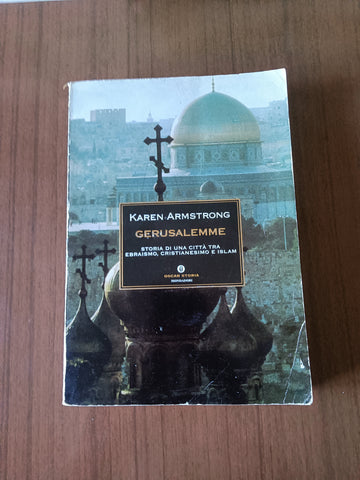 KAREN ARMSTRONG
GERUSALEMME
STORIA DI UNA CITTÀ TRA
EBRAISMO, CRISTIANESIMO E ISLAM
OSCAR STORIA
MONDADORI